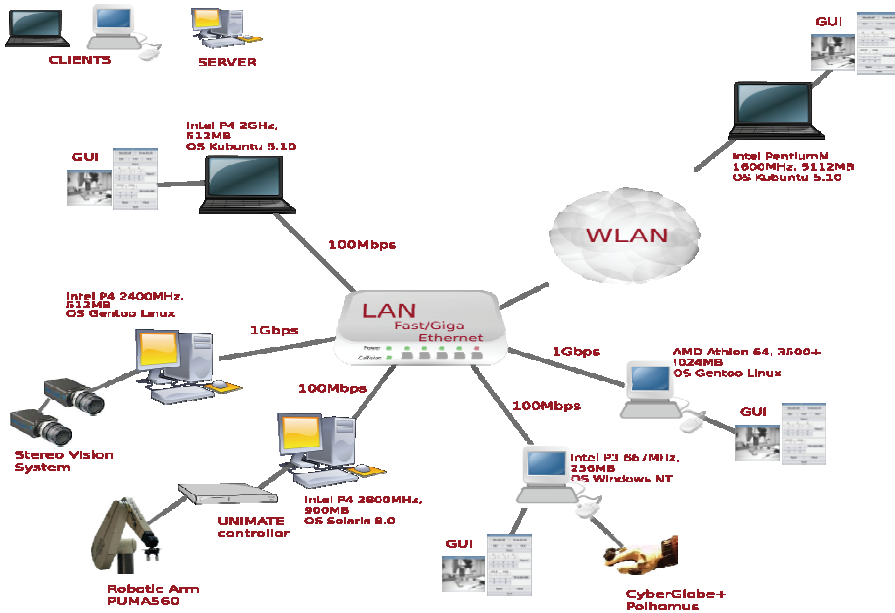 CLIENTS
SERVER
GUI
Intel P4 2GHz,
512MB
OS Kubuntu 5.10
GUI
Intel PentiumM
1600MHz, 5112MB
OS Kubuntu 5.10
WLAN
100Mbps
Intel P4 2400MHz,
512MB
OS Gentoo Linux
LAN
Fast/Giga
Ethernet
Power
Collision
1Gbps
1Gbps
AMD Athlon 64, 3500+
1024MB
OS Gentoo Linux
100Mbps
100Mbps
GUI
Stereo Vision
System
Intel P3 667MHz,
256MB
OS Windows NT
Intel P4 2800MHz,
900MB
OS Solaris 8.0
UNIMATE
controller
GUI
Robotic Arm
PUMA560
CyberGlobe+
Polhamus